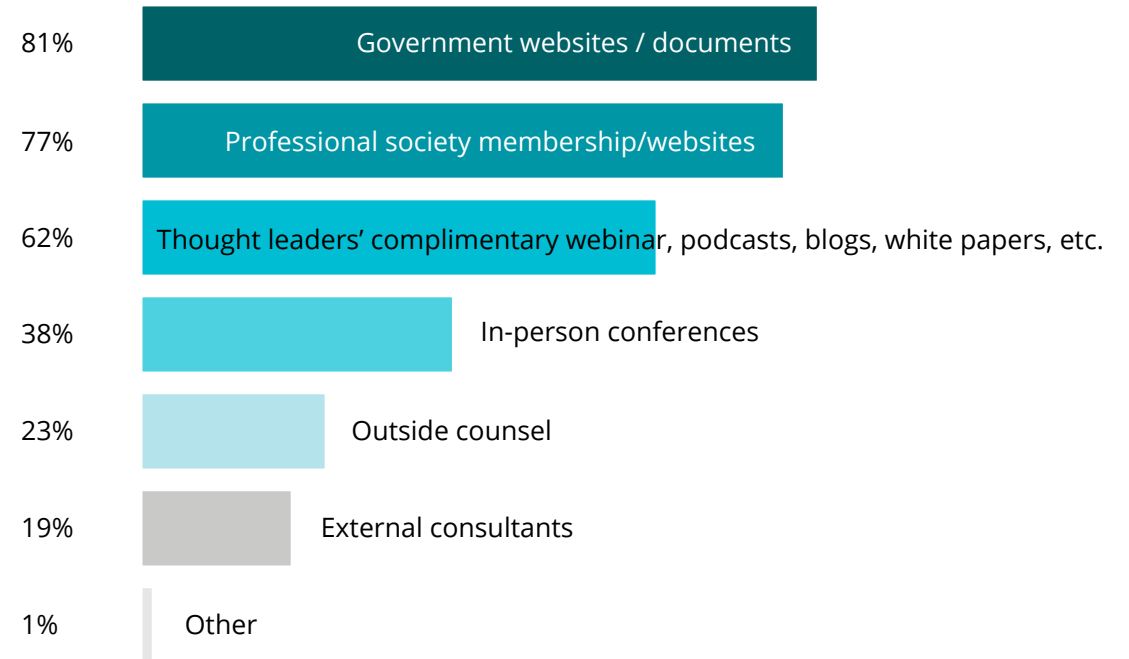 81% Government websites / documents
77% Professional society membership/websites
62% Thought leaders’ complimentary webinar, podcasts, blogs, white papers, etc.
38% In-person conferences
23% Outside counsel
19% External consultants
1% Other